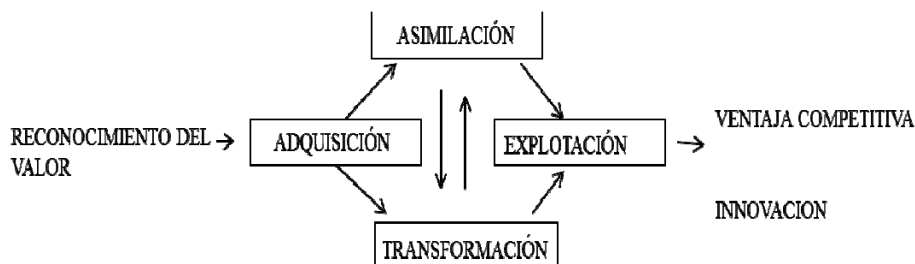 ASIMILACIÓN
RECONOCIMIENTO DEL
VALOR
ADQUISICIÓN
EXPLOTACIÓN
VENTAJA COMPETITIVA
INNOVACION
TRANSFORMACIÓN